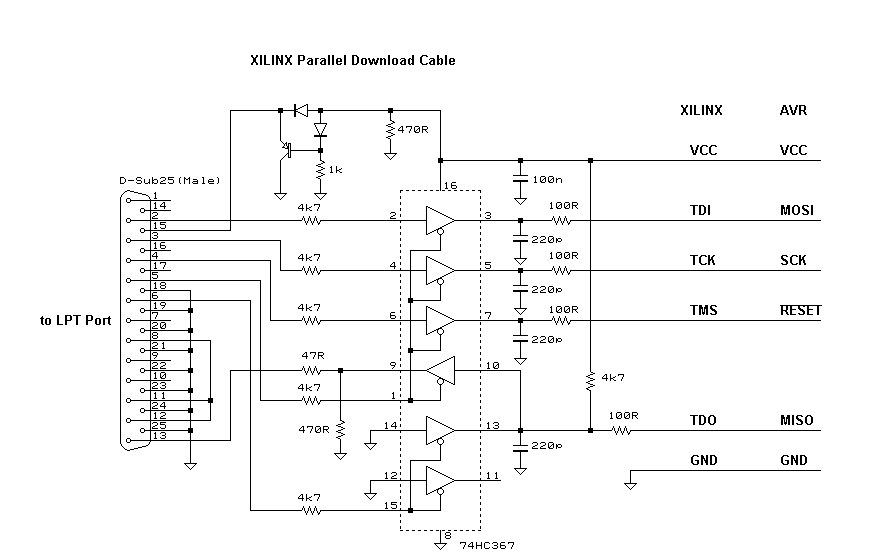 XILINX Parallel Download Cable
XILINX AVR
470R
VCC VCC
1k
D-Sub25(Male)
16
100n
1
14
2
15
3
16
4
17
5
18
6
19
7
20
8
21
9
22
10
23
11
24
12
25
13
to LPT Port
4k7 2 3 100R TDI MOSI
220p
4k7 4 5 100R TCK SCK
220p
4k7 6 7 100R TMS RESET
220p
47R 9 10
4k7 1
4k7
470R 14 13 100R TDO MISO
220p
GND GND
12 11
4k7 15
8
74HC367